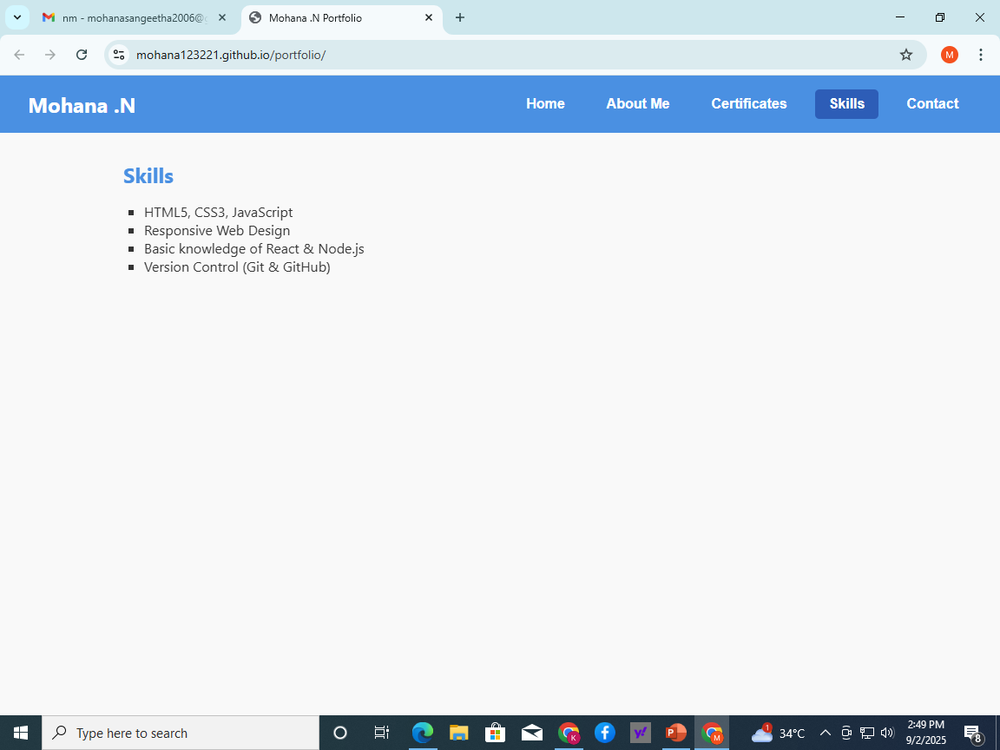 nm - mohanasangeetha2006@
Mohana .N Portfolio
mohana123221.github.io/portfolio/
M
Mohana .N
Home
About Me
Certificates
Skills
Contact
Skills
HTML5, CSS3, JavaScript
Responsive Web Design
Basic knowledge of React & Node.js
Version Control (Git & GitHub)
Type here to search
K
f
y!
P
M
1
34°C
2:49 PM
9/2/2025
8